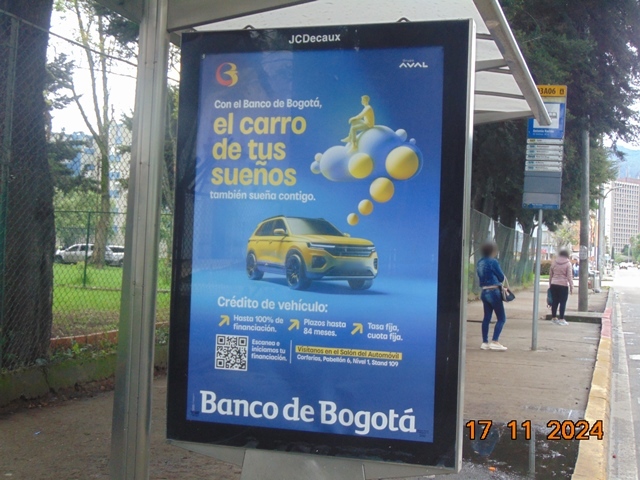 JCDecaux
AVAL
Con el Banco de Bogotá,
el carro
de tus
sueños
también sueña contigo.
Crédito de vehículo:
Hasta 100% de
financiación.
Plazos hasta
84 meses.
Tasa fija,
cuota fija.
Escanea e
iniciamos tu
financiación.
Visítanos en el Salón del Automóvil
Corferias, Pabellón 6, Nivel 1, Stand 109
Banco de Bogotá
17 11 2024